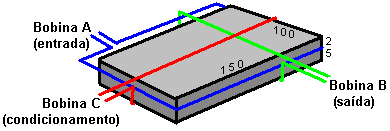 Bobina A
(entrada)
100
2
5
150
Bobina B
(saída)
Bobina C
(condicionamento)